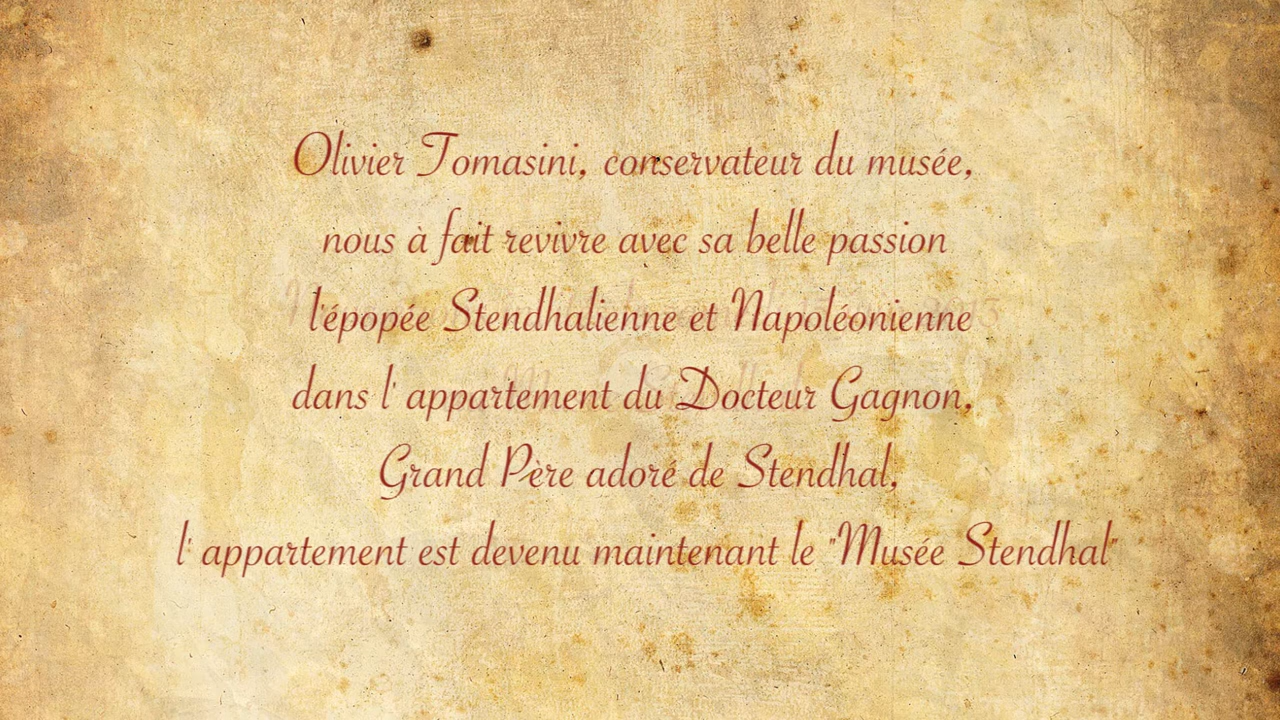 Olivier Tomasini, conservateur du musée,
nous à fait revivre avec sa belle passion
l'épopée Stendhalienne et Napoléonienne
dans l' appartement du Docteur Gagnon,
Grand Père adoré de Stendhal,
l' appartement est devenu maintenant le "Musée Stendhal"